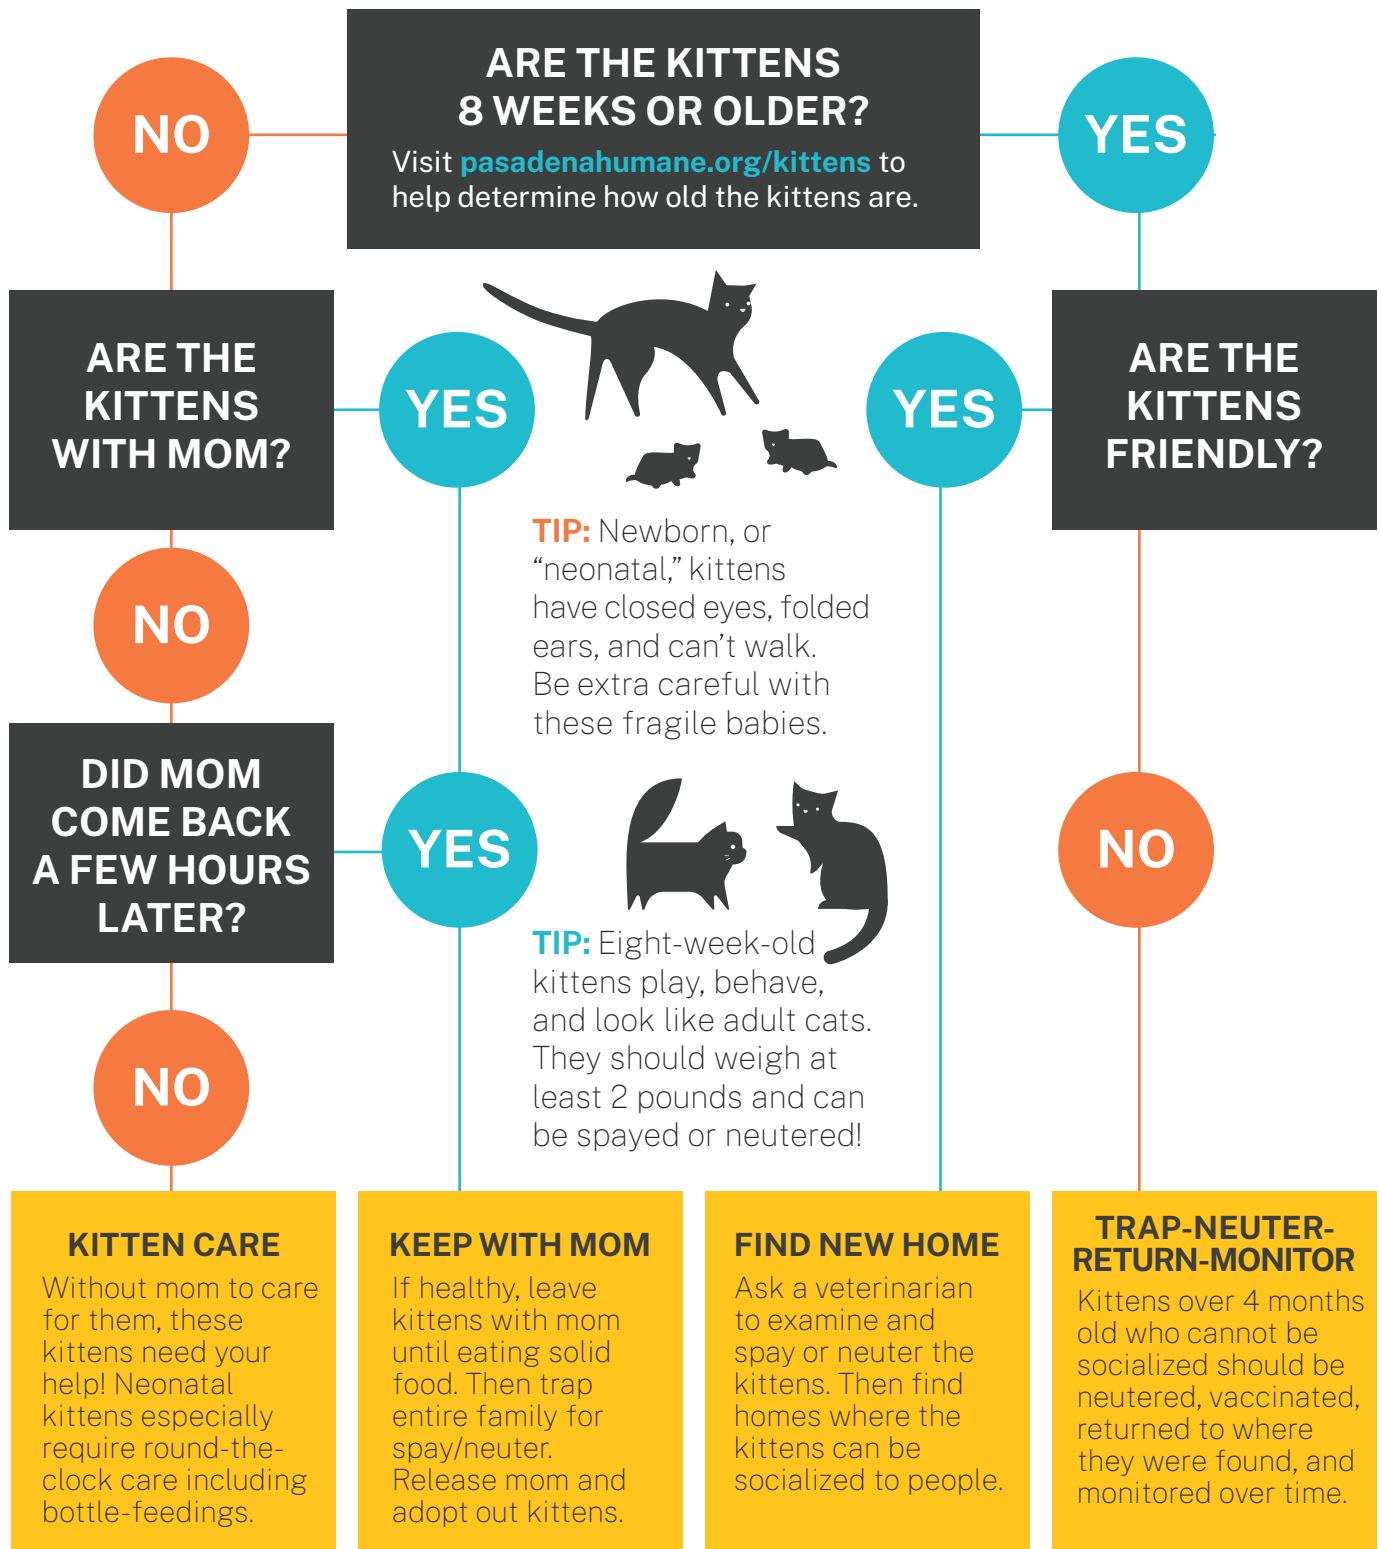 ARE THE KITTENS
8 WEEKS OR OLDER?
Visit pasadenahumane.org/kittens to
help determine how old the kittens are.
NO
YES
ARE THE
KITTENS
WITH MOM?
YES
YES
ARE THE
KITTENS
FRIENDLY?
TIP: Newborn, or
“neonatal,” kittens
have closed eyes, folded
ears, and can’t walk.
Be extra careful with
these fragile babies.
NO
DID MOM
COME BACK
A FEW HOURS
LATER?
YES
NO
TIP: Eight-week-old
kittens play, behave,
and look like adult cats.
They should weigh at
least 2 pounds and can
be spayed or neutered!
NO
KITTEN CARE
Without mom to care
for them, these
kittens need your
help! Neonatal
kittens especially
require round-the-
clock care including
bottle-feedings.
KEEP WITH MOM
If healthy, leave
kittens with mom
until eating solid
food. Then trap
entire family for
spay/neuter.
Release mom and
adopt out kittens.
FIND NEW HOME
Ask a veterinarian
to examine and
spay or neuter the
kittens. Then find
homes where the
kittens can be
socialized to people.
TRAP-NEUTER-
RETURN-MONITOR
Kittens over 4 months
old who cannot be
socialized should be
neutered, vaccinated,
returned to where
they were found, and
monitored over time.